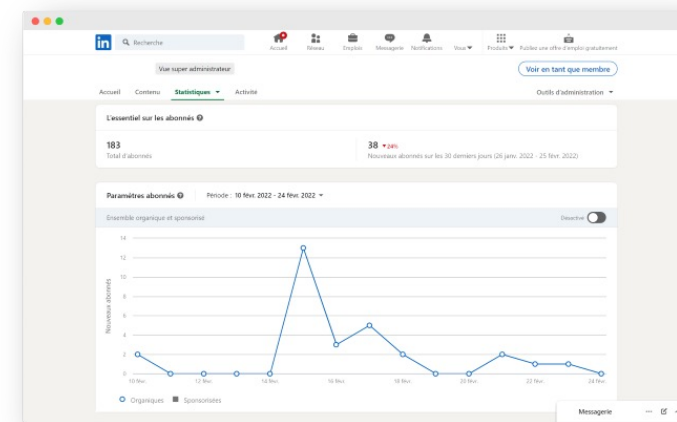 in Recherche
Accueil Réseau Emplois Messagerie Notifications Vous Produits Publiez une offre d'emploi gratuitement
Vue super administrateur
Voir en tant que membre
Accueil Contenu Statistiques Activité
Outils d'administration
L'essentiel sur les abonnés
183
Total d'abonnés
38 ▼24%
Nouveaux abonnés sur les 30 derniers jours (26 janv. 2022 - 25 févr. 2022)
Paramètres abonnés Période : 10 févr. 2022 - 24 févr. 2022
Ensemble organique et sponsorisé
Désactivé
Nouveaux abonnés
14
12
10
8
6
4
2
0
10 févr. 12 févr. 14 févr. 16 févr. 18 févr. 20 févr. 22 févr. 24 févr.
Organiques Sponsorisées
Messagerie